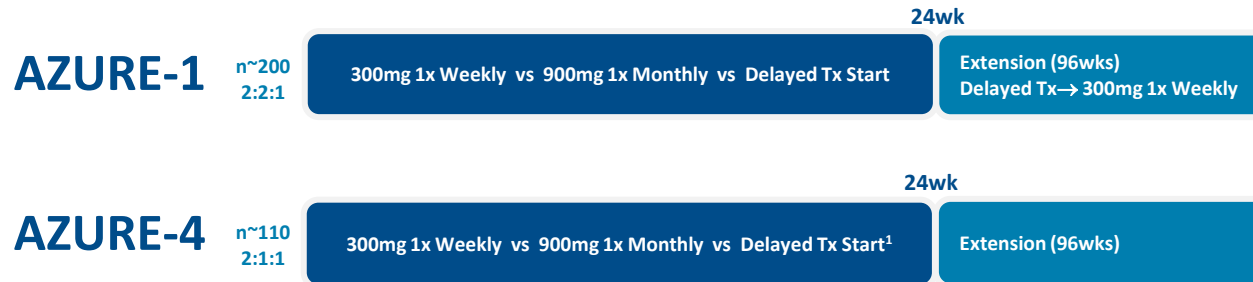 24wk
AZURE-1
n~200
2:2:1
300mg 1x Weekly vs 900mg 1x Monthly vs Delayed Tx Start
Extension (96wks)
Delayed Tx→ 300mg 1x Weekly
24wk
AZURE-4
n~110
2:1:1
300mg 1x Weekly vs 900mg 1x Monthly vs Delayed Tx Start¹
Extension (96wks)